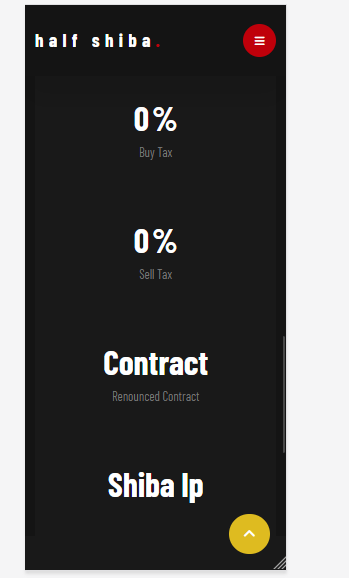 half shiba.
0%
Buy Tax
0%
Sell Tax
Contract
Renounced Contract
Shiba lp